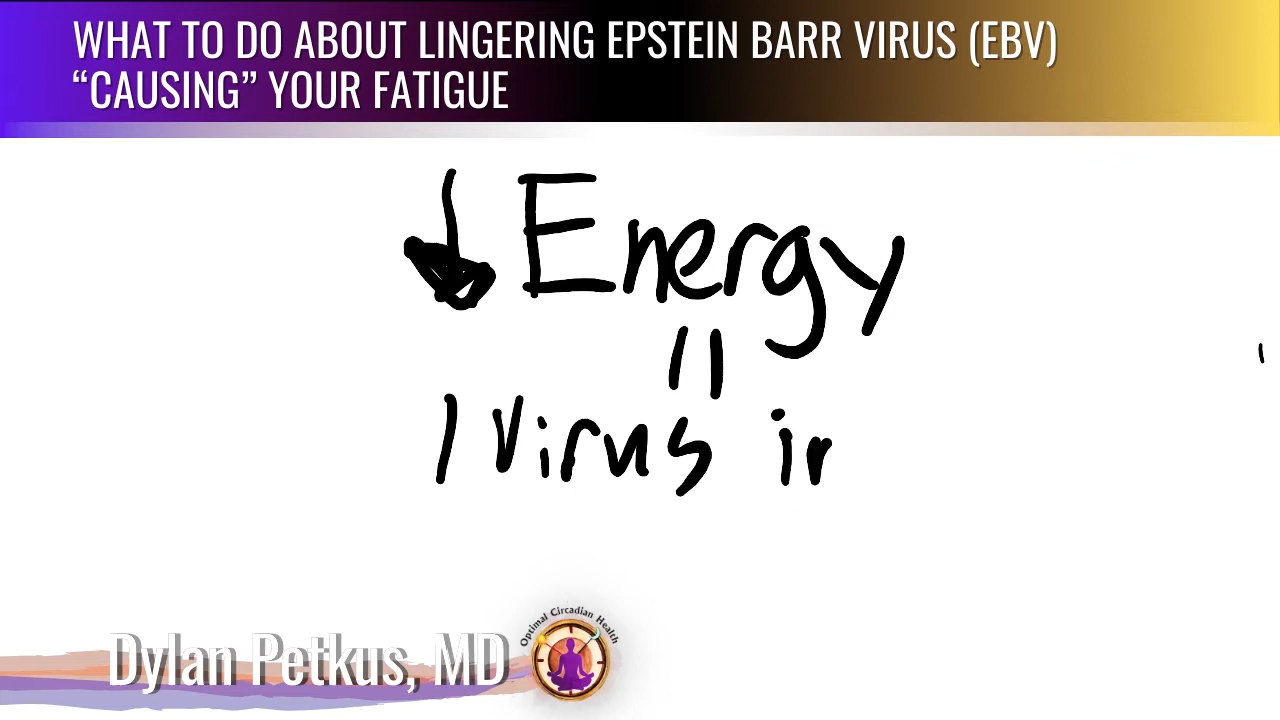 WHAT TO DO ABOUT LINGERING EPSTEIN BARR VIRUS (EBV)
“CAUSING” YOUR FATIGUE
↓ Energy
||
1 Virus in
Dylan Petkus, MD
Optimal Circadian Health